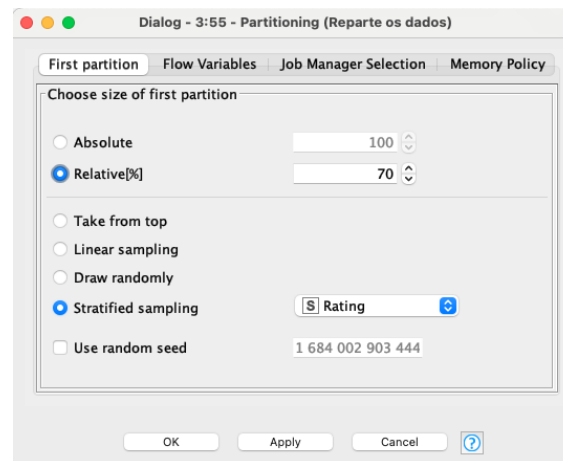 Dialog - 3:55 - Partitioning (Reparte os dados)
First partition Flow Variables Job Manager Selection Memory Policy
Choose size of first partition
Absolute 100
Relative[%] 70
Take from top
Linear sampling
Draw randomly
Stratified sampling S Rating
Use random seed 1 684 002 903 444
OK Apply Cancel ?